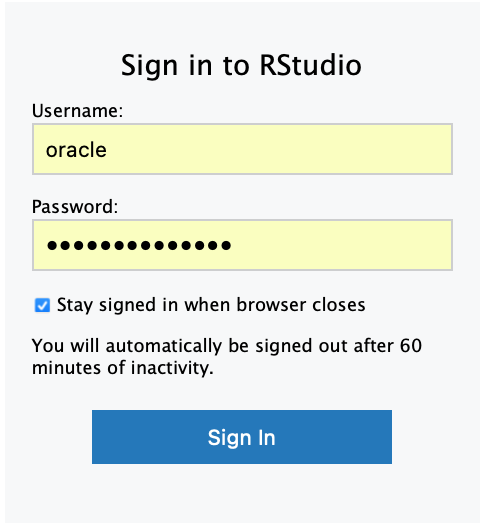 Sign in to RStudio
Username:
oracle
Password:
••••••••••••••
Stay signed in when browser closes
You will automatically be signed out after 60
minutes of inactivity.
Sign In